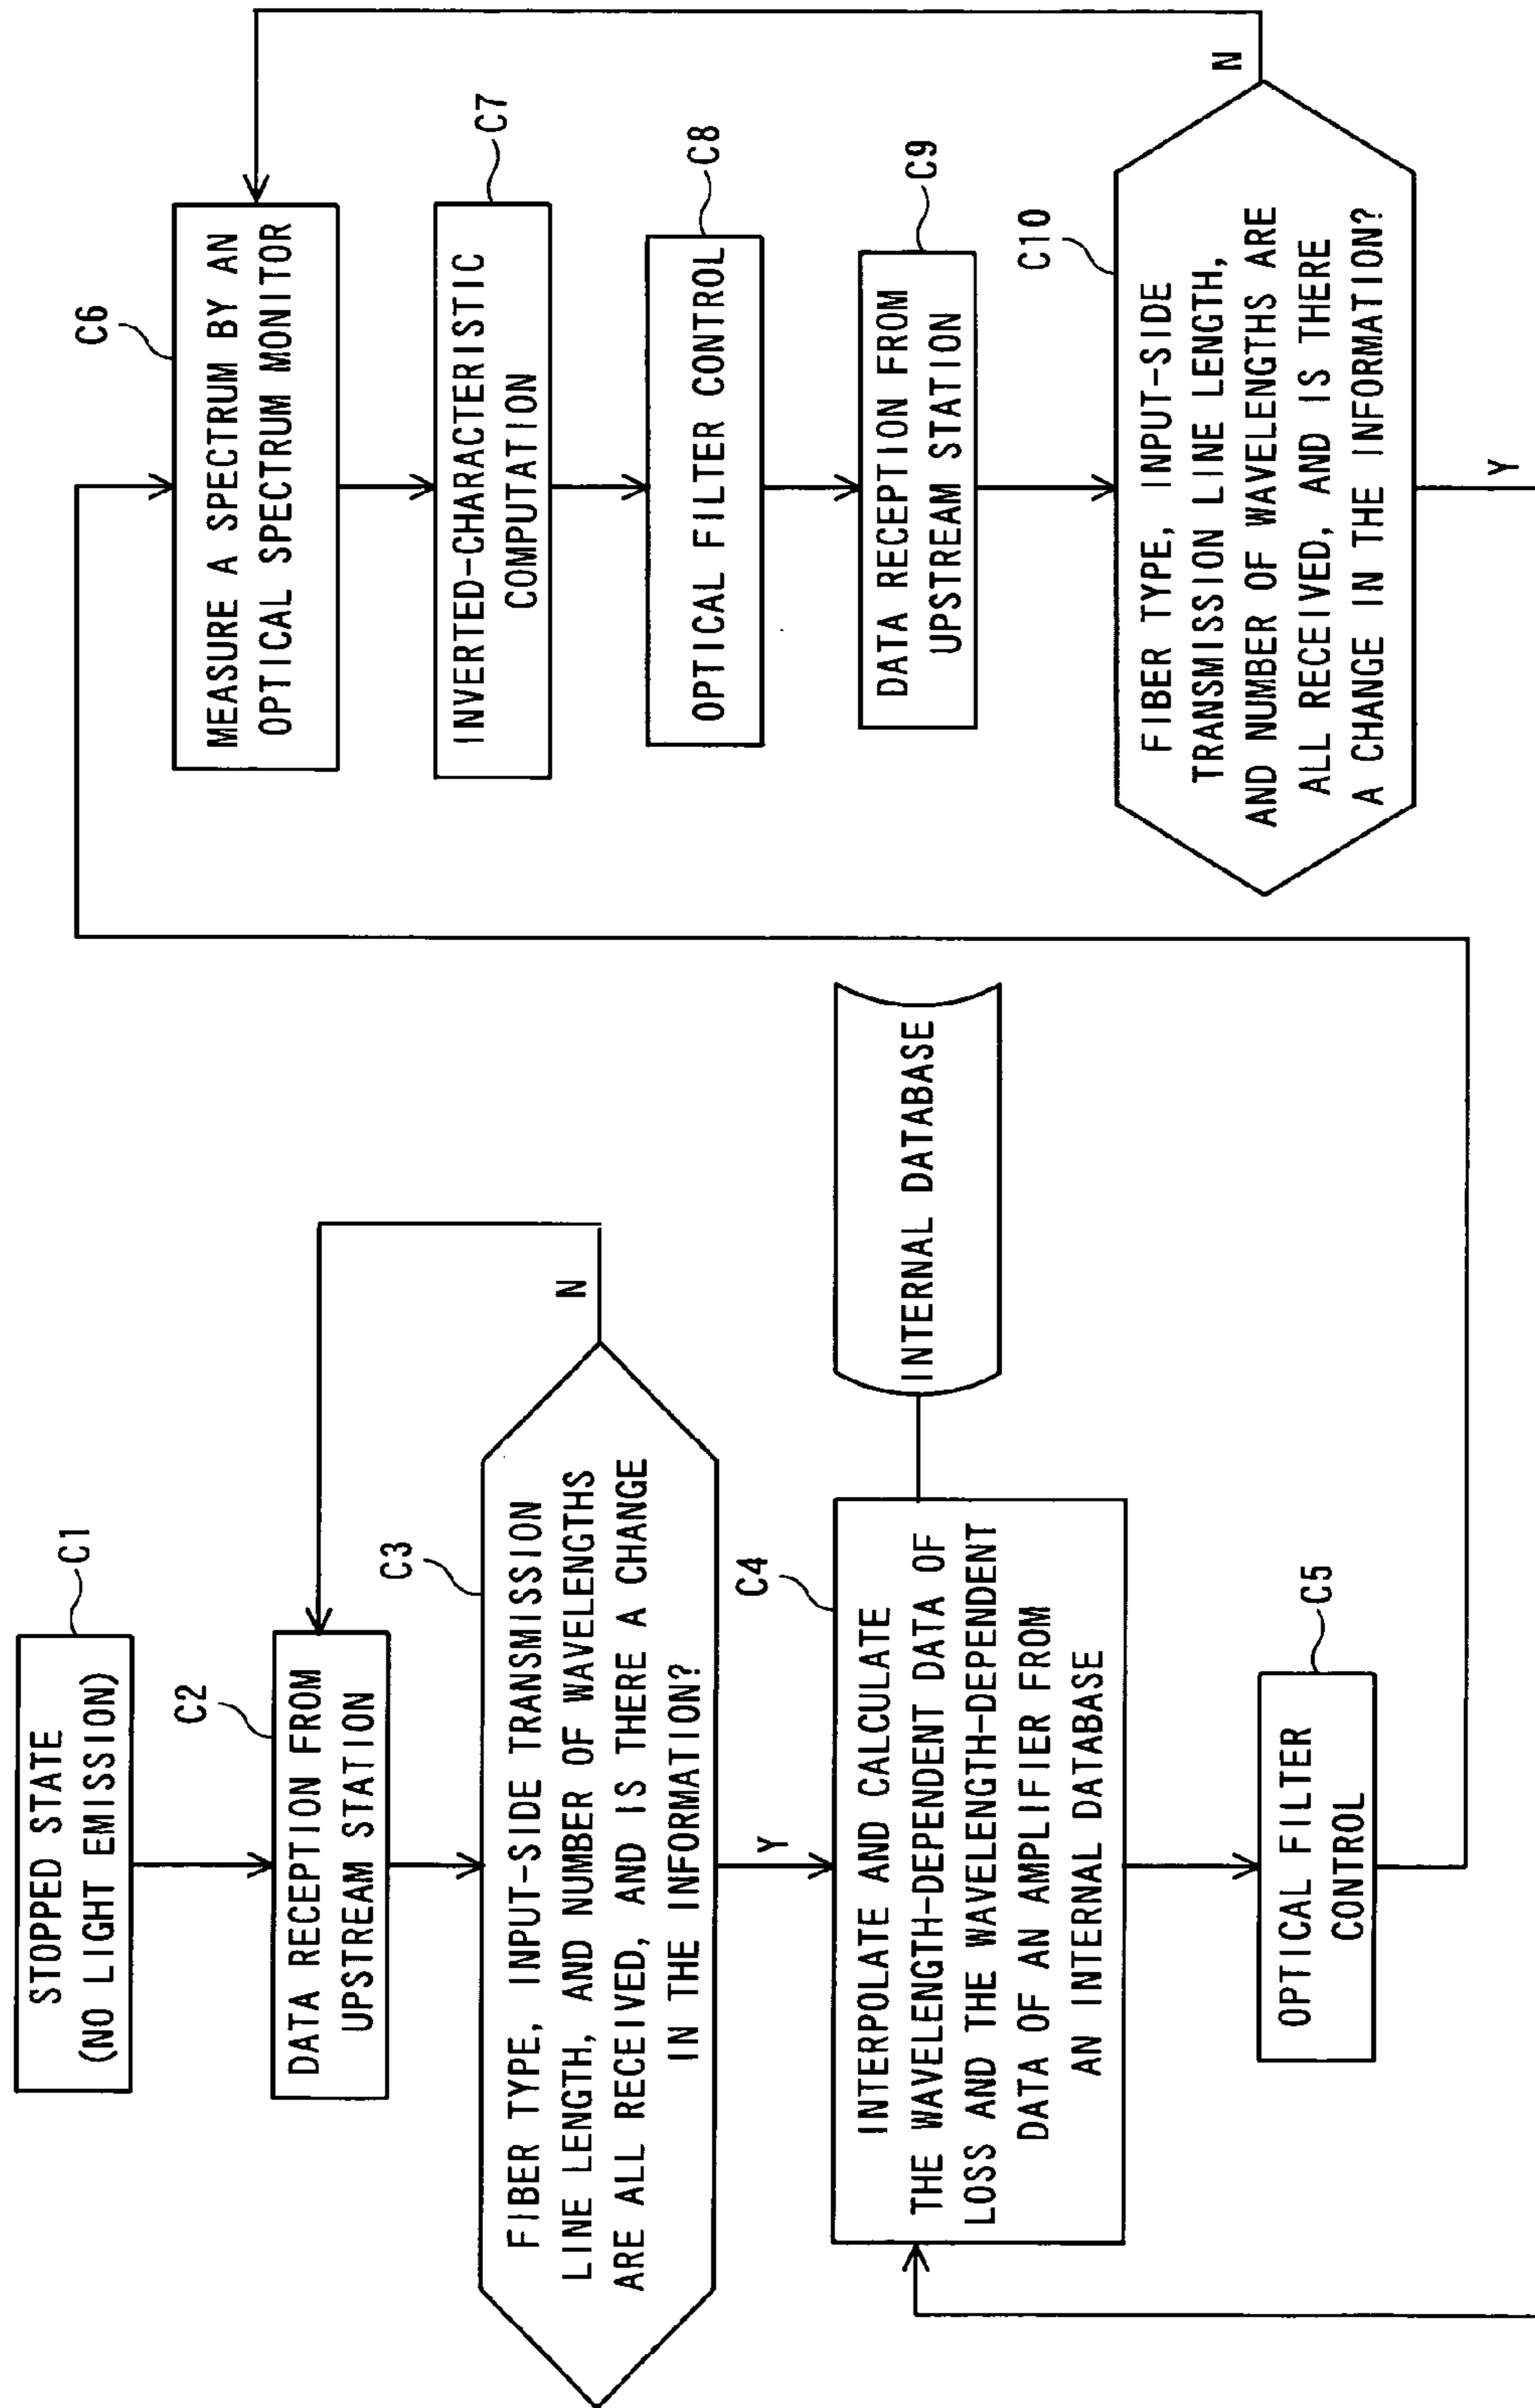 STOPPED STATE
(NO LIGHT EMISSION)
C1
DATA RECEPTION FROM
UPSTREAM STATION
C2
FIBER TYPE, INPUT-SIDE TRANSMISSION
LINE LENGTH, AND NUMBER OF WAVELENGTHS
ARE ALL RECEIVED, AND IS THERE A CHANGE
IN THE INFORMATION?
C3
N
Y
INTERPOLATE AND CALCULATE
THE WAVELENGTH-DEPENDENT DATA OF
LOSS AND THE WAVELENGTH-DEPENDENT
DATA OF AN AMPLIFIER FROM
AN INTERNAL DATABASE
C4
INTERNAL DATABASE
OPTICAL FILTER
CONTROL
C5
MEASURE A SPECTRUM BY AN
OPTICAL SPECTRUM MONITOR
C6
INVERTED-CHARACTERISTIC
COMPUTATION
C7
OPTICAL FILTER CONTROL
C8
DATA RECEPTION FROM
UPSTREAM STATION
C9
FIBER TYPE, INPUT-SIDE
TRANSMISSION LINE LENGTH,
AND NUMBER OF WAVELENGTHS ARE
ALL RECEIVED, AND IS THERE
A CHANGE IN THE INFORMATION?
C10
N
Y